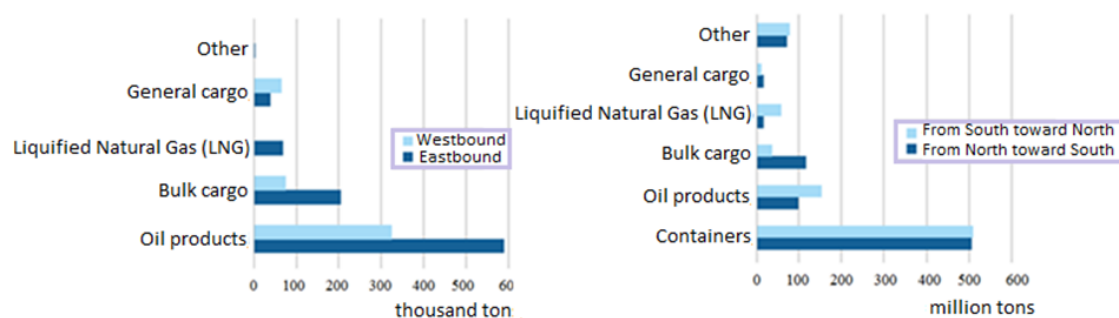 Other
General cargo
Liquified Natural Gas (LNG)
Bulk cargo
Oil products
Westbound
Eastbound
0 100 200 300 400 500 60
thousand ton
Other
General cargo
Liquified Natural Gas (LNG)
Bulk cargo
Oil products
Containers
From South toward North
From North toward South
0 100 200 300 400 500 600
million tons